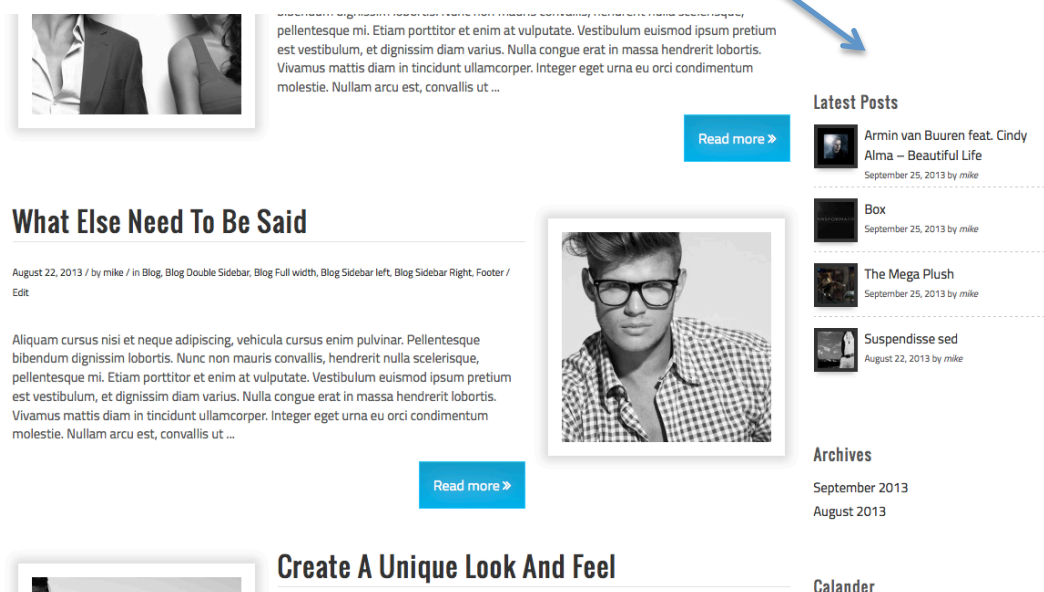 bibendum dignissim lobortis. Nunc non mauris convallis, hendrerit nulla scelerisque,
pellentesque mi. Etiam porttitor et enim at vulputate. Vestibulum euismod ipsum pretium
est vestibulum, et dignissim diam varius. Nulla congue erat in massa hendrerit lobortis.
Vivamus mattis diam in tincidunt ullamcorper. Integer eget urna eu orci condimentum
molestie. Nullam arcu est, convallis ut ...
Read more »
What Else Need To Be Said
August 22, 2013 / by mike / in Blog, Blog Double Sidebar, Blog Full width, Blog Sidebar left, Blog Sidebar Right, Footer /
Edit
Aliquam cursus nisi et neque adipiscing, vehicula cursus enim pulvinar. Pellentesque
bibendum dignissim lobortis. Nunc non mauris convallis, hendrerit nulla scelerisque,
pellentesque mi. Etiam porttitor et enim at vulputate. Vestibulum euismod ipsum pretium
est vestibulum, et dignissim diam varius. Nulla congue erat in massa hendrerit lobortis.
Vivamus mattis diam in tincidunt ullamcorper. Integer eget urna eu orci condimentum
molestie. Nullam arcu est, convallis ut ...
Read more »
Create A Unique Look And Feel
Latest Posts
Armin van Buuren feat. Cindy
Alma – Beautiful Life
September 25, 2013 by mike
Box
September 25, 2013 by mike
The Mega Plush
September 25, 2013 by mike
Suspendisse sed
August 22, 2013 by mike
Archives
September 2013
August 2013
Calander